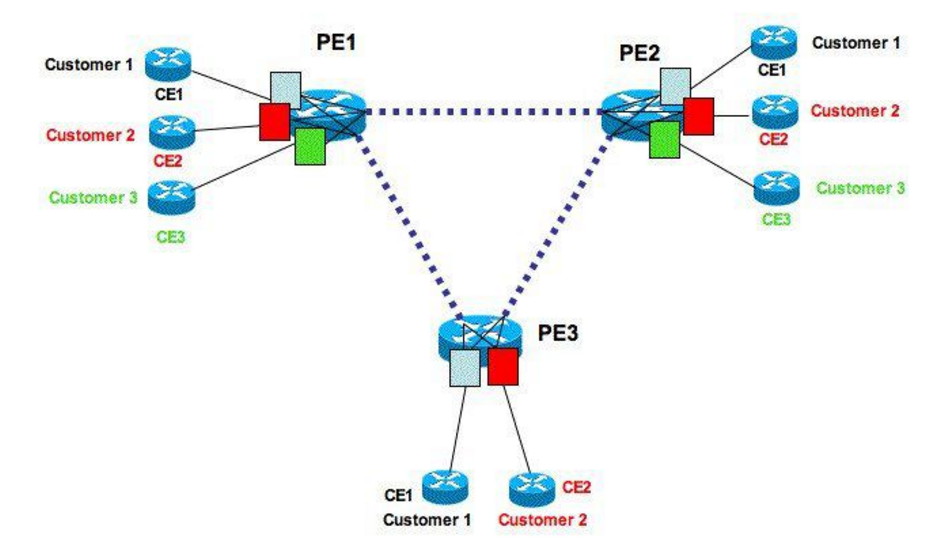 PE1
PE2
Customer 1
CE1
Customer 2
CE2
Customer 3
CE3
Customer 1
CE1
Customer 2
CE2
Customer 3
CE3
PE3
CE1
Customer 1
CE2
Customer 2